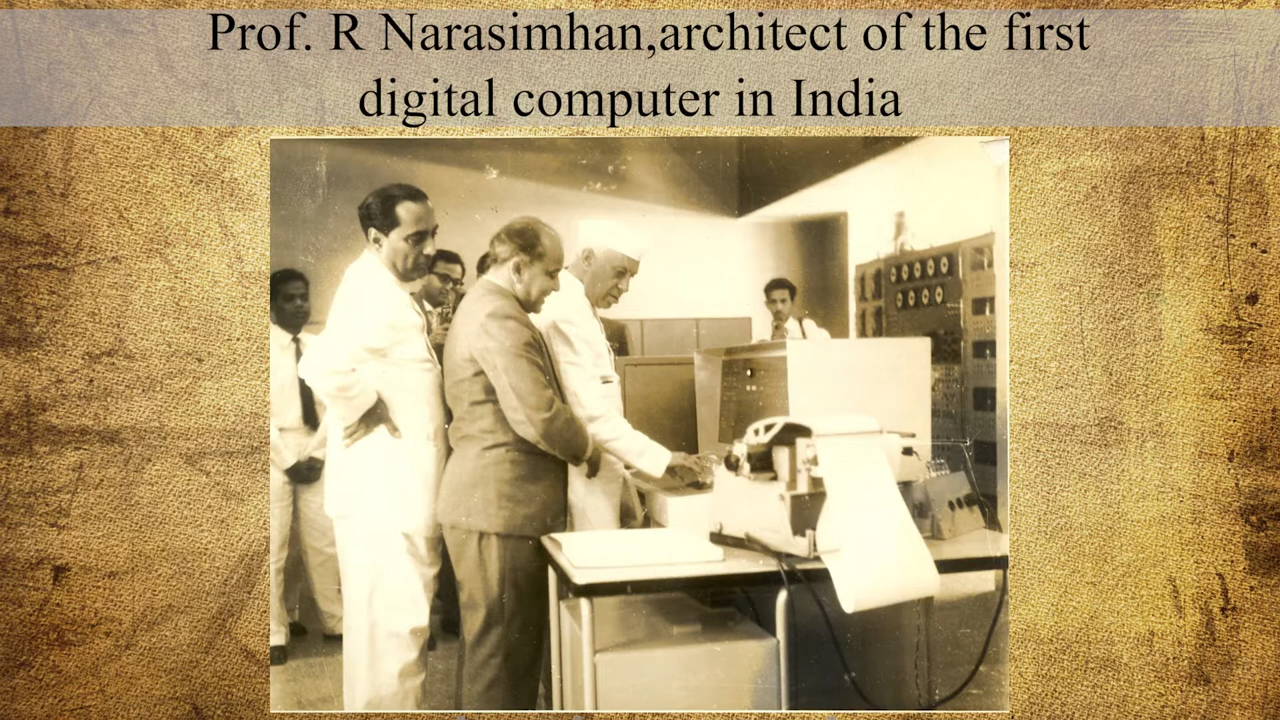 Prof. R Narasimhan,architect of the first
digital computer in India